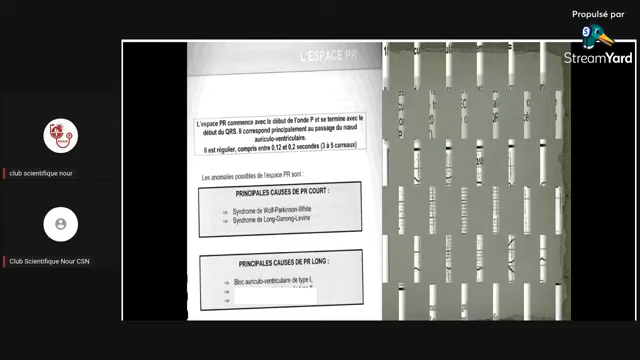 Propulsé par
StreamYard
L'ESPACE PR
L'espace PR commence avec le début de l'onde P et se termine avec le
début du QRS. Il correspond principalement au passage du nœud
auriculo-ventriculaire.
Il est régulier, compris entre 0,12 et 0,2 secondes (3 à 5 carreaux)
Les anomalies possibles de l'espace PR sont :
PRINCIPALES CAUSES DE PR COURT :
⇒ Syndrome de Wolf-Parkinson-White
⇒ Syndrome de Long-Ganong-Levine
PRINCIPALES CAUSES DE PR LONG :
⇒ Bloc auriculo-ventriculaire de type I,
club scientifique nour
Club Scientifique Nour CSN